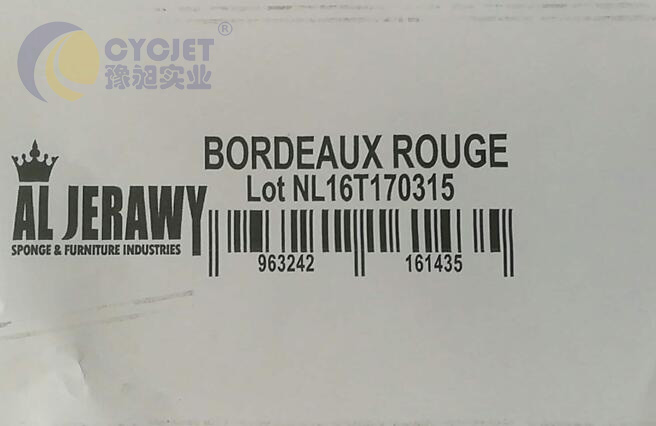 CYCJET®
豫昶实业
BORDEAUX ROUGE
Lot NL16T170315
AL JERAWY
SPONGE & FURNITURE INDUSTRIES
963242 161435